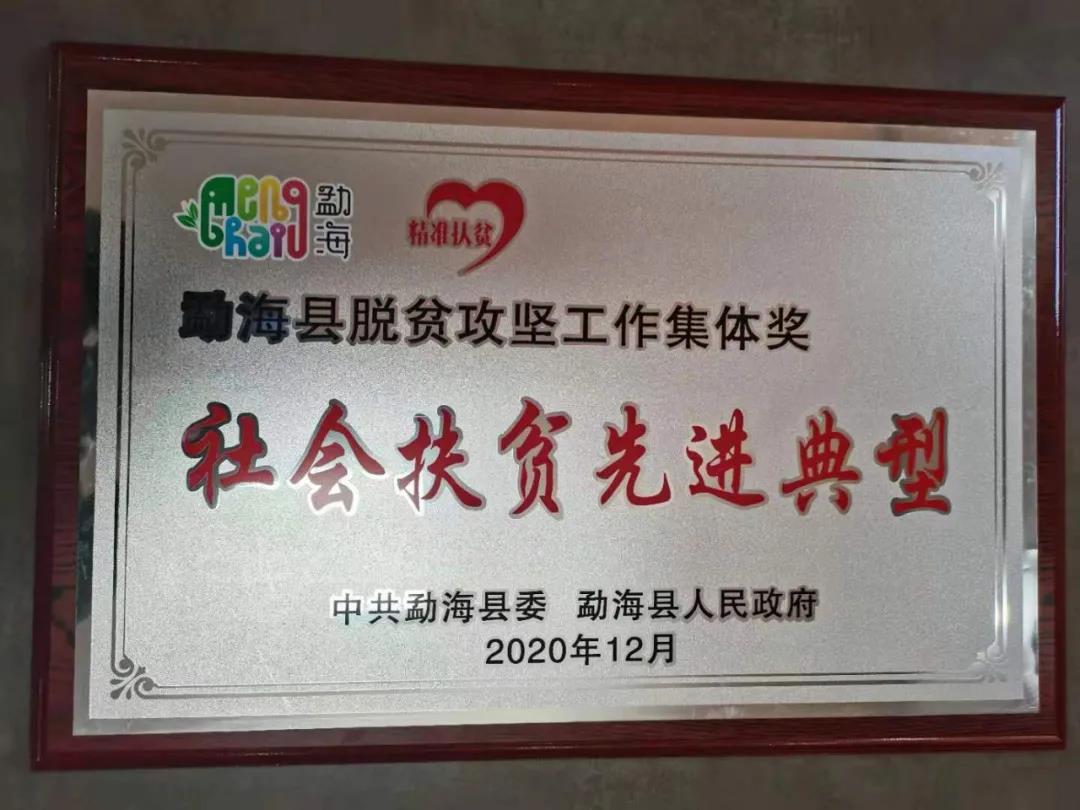 meng hai 勐海
精准扶贫
勐海县脱贫攻坚工作集体奖
社会扶贫先进典型
中共勐海县委 勐海县人民政府
2020年12月